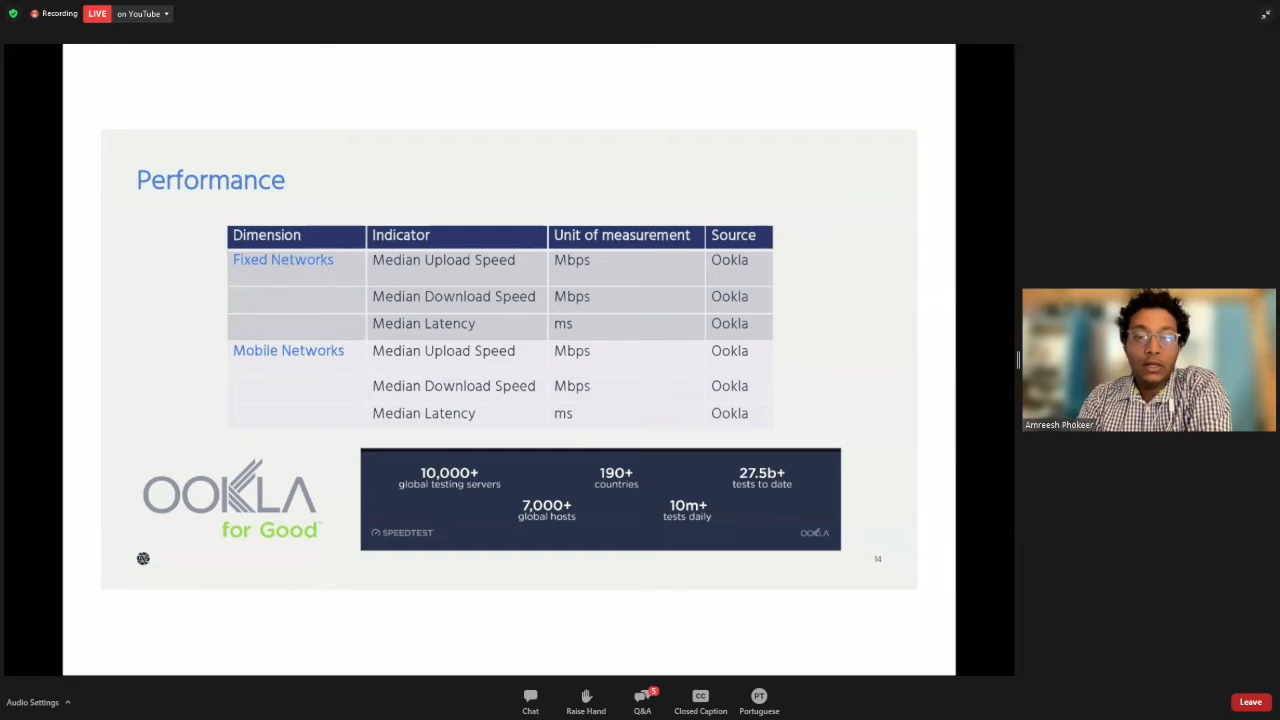 Recording LIVE on YouTube
Performance
Dimension Indicator Unit of measurement Source
Fixed Networks Median Upload Speed Mbps Ookla
Median Download Speed Mbps Ookla
Median Latency ms Ookla
Mobile Networks Median Upload Speed Mbps Ookla
Median Download Speed Mbps Ookla
Median Latency ms Ookla
OOKLA
for Good™
10,000+ 190+ 27.5b+
global testing servers countries tests to date
7,000+ 10m+
global hosts tests daily
SPEEDTEST OOKLA
14
Amreesh Phokeer
Audio Settings
5
CC PT
Chat Raise Hand Q&A Closed Caption Portuguese Leave